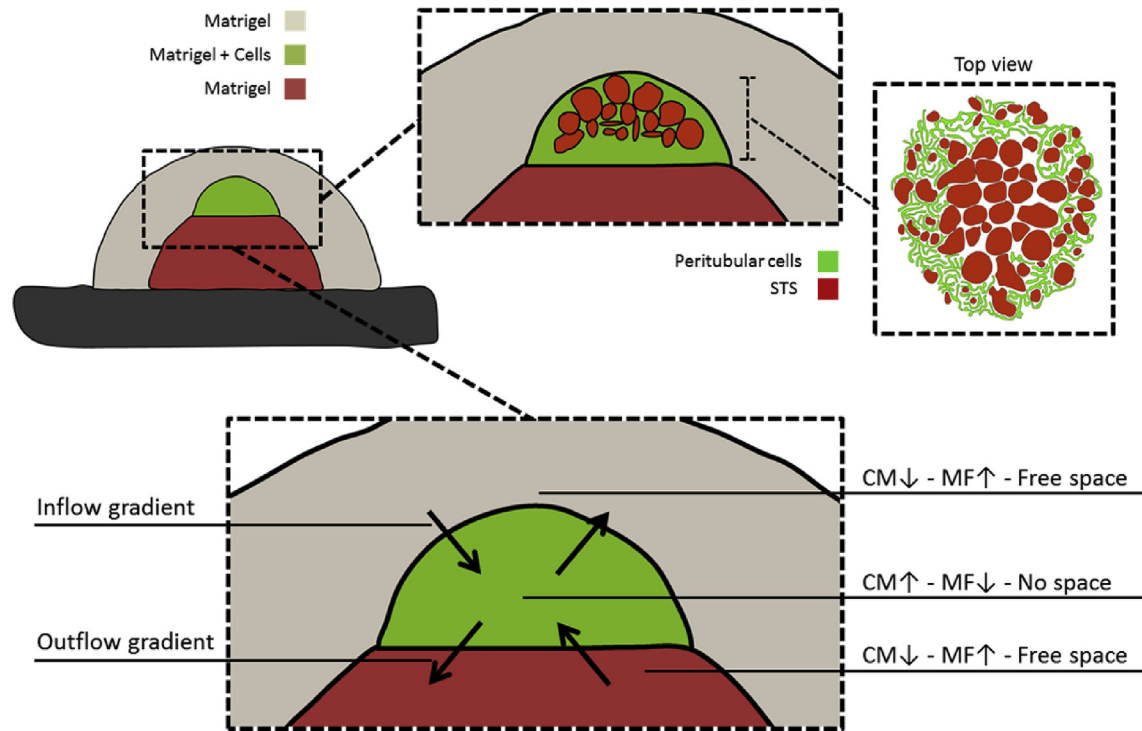 Matrigel
Matrigel + Cells
Matrigel
Top view
Peritubular cells
STS
Inflow gradient
Outflow gradient
CM↓ - MF↑ - Free space
CM↑ - MF↓ - No space
CM↓ - MF↑ - Free space